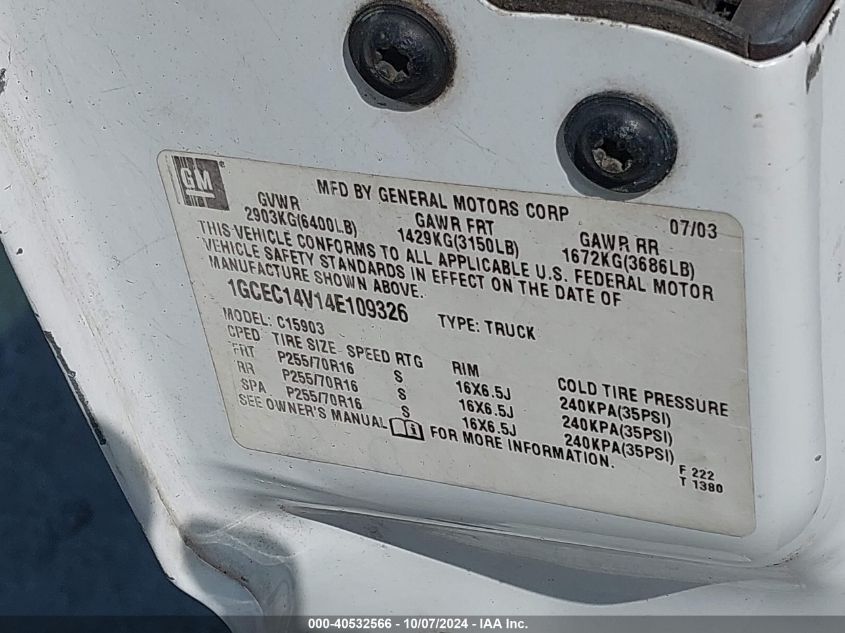 GM
MFD BY GENERAL MOTORS CORP 07/03
GVWR GAWR FRT GAWR RR
2903KG(6400LB) 1429KG(3150LB) 1672KG(3686LB)
THIS VEHICLE CONFORMS TO ALL APPLICABLE U.S. FEDERAL MOTOR
VEHICLE SAFETY STANDARDS IN EFFECT ON THE DATE OF
MANUFACTURE SHOWN ABOVE.
1GCEC14V14E109326 TYPE: TRUCK
MODEL: C15903
CPED TIRE SIZE SPEED RTG RIM COLD TIRE PRESSURE
FRT P255/70R16 S 16X6.5J 240KPA(35PSI)
RR P255/70R16 S 16X6.5J 240KPA(35PSI)
SPA P255/70R16 S 16X6.5J 240KPA(35PSI)
SEE OWNER'S MANUAL FOR MORE INFORMATION.
F 222
T 1380
000-40532566 - 10/07/2024 - IAA Inc.